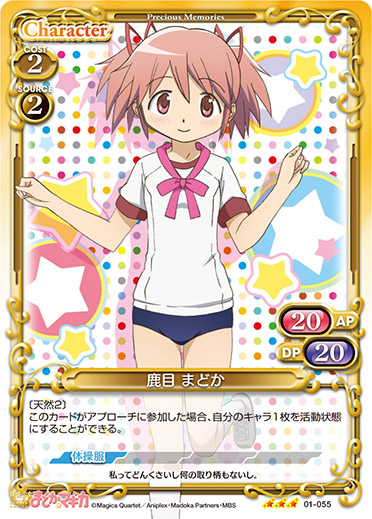 Precious Memories
Character
COST
2
SOURCE
2
20 AP
DP 20
鹿目 まどか
[天然2]
このカードがアプローチに参加した場合、自分のキャラ1枚を活動状態
にすることができる。
体操服
私ってどんくさいし何の取り柄もないし。
まどか☆マギカ
01-055
©Magica Quartet／Aniplex・Madoka Partners・MBS